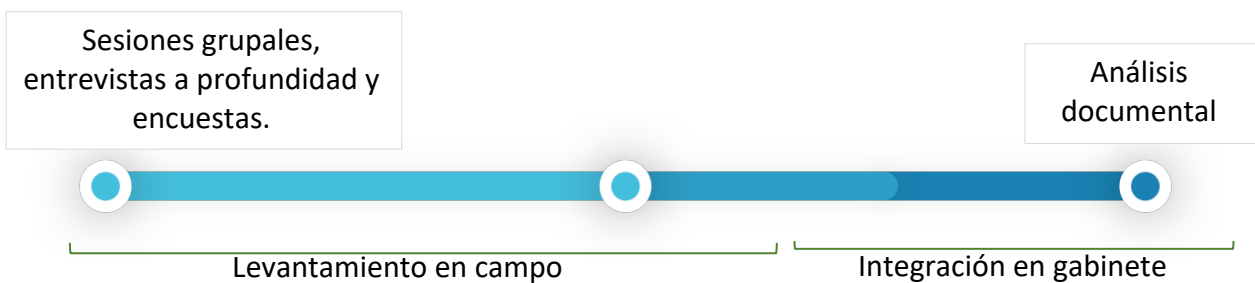 Sesiones grupales,
entrevistas a profundidad y
encuestas.
Análisis
documental
Levantamiento en campo
Integración en gabinete